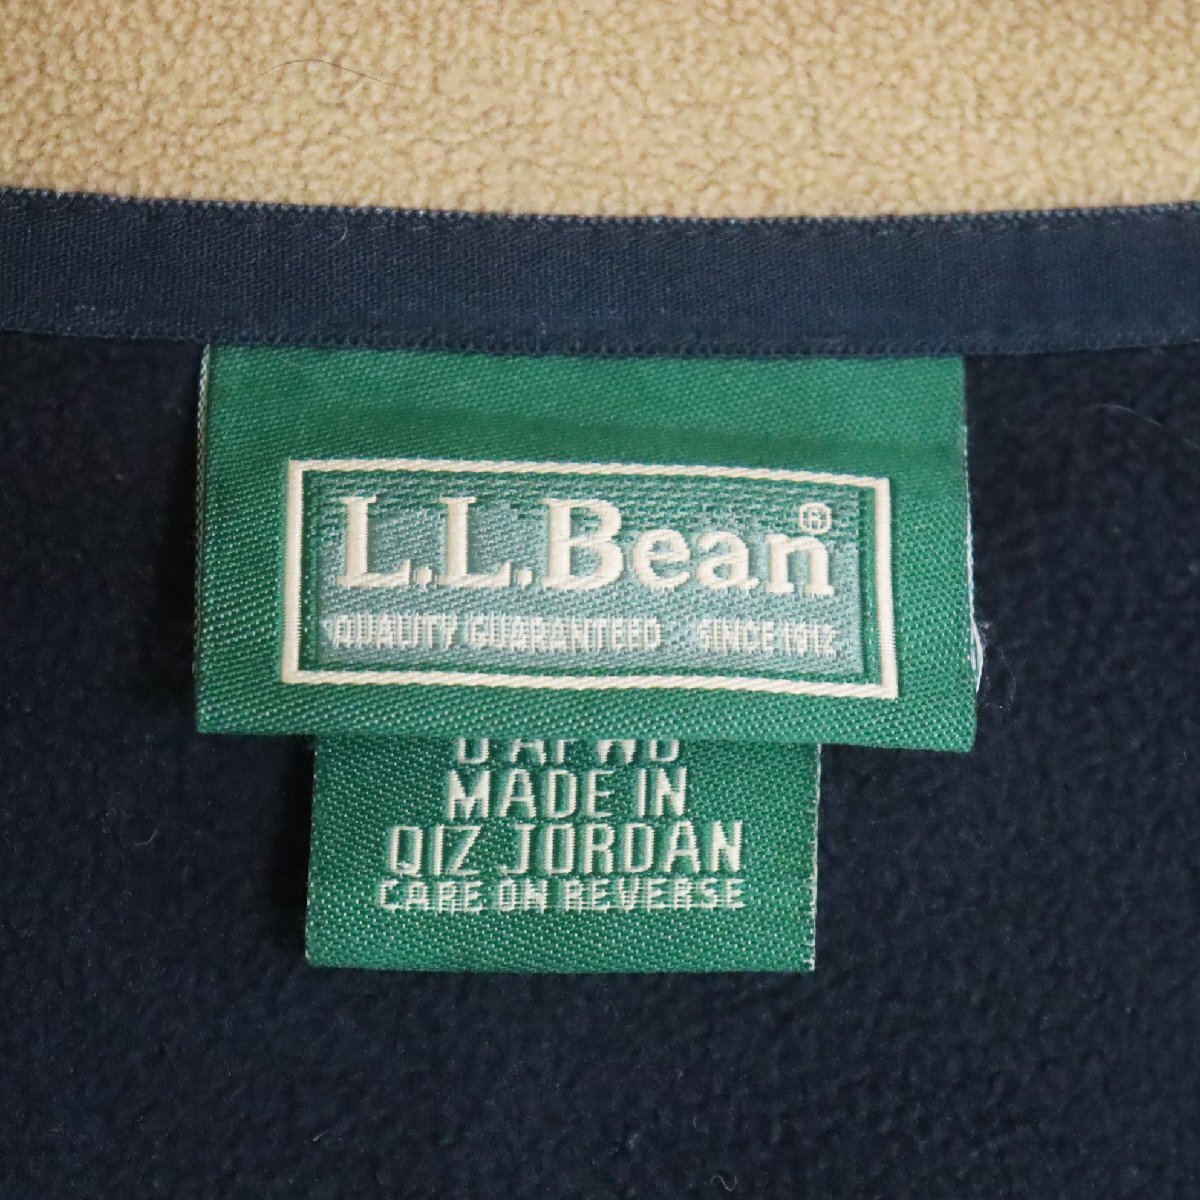 L.L.Bean®
QUALITY GUARANTEED SINCE 1912
MADE IN
QIZ JORDAN
CARE ON REVERSE